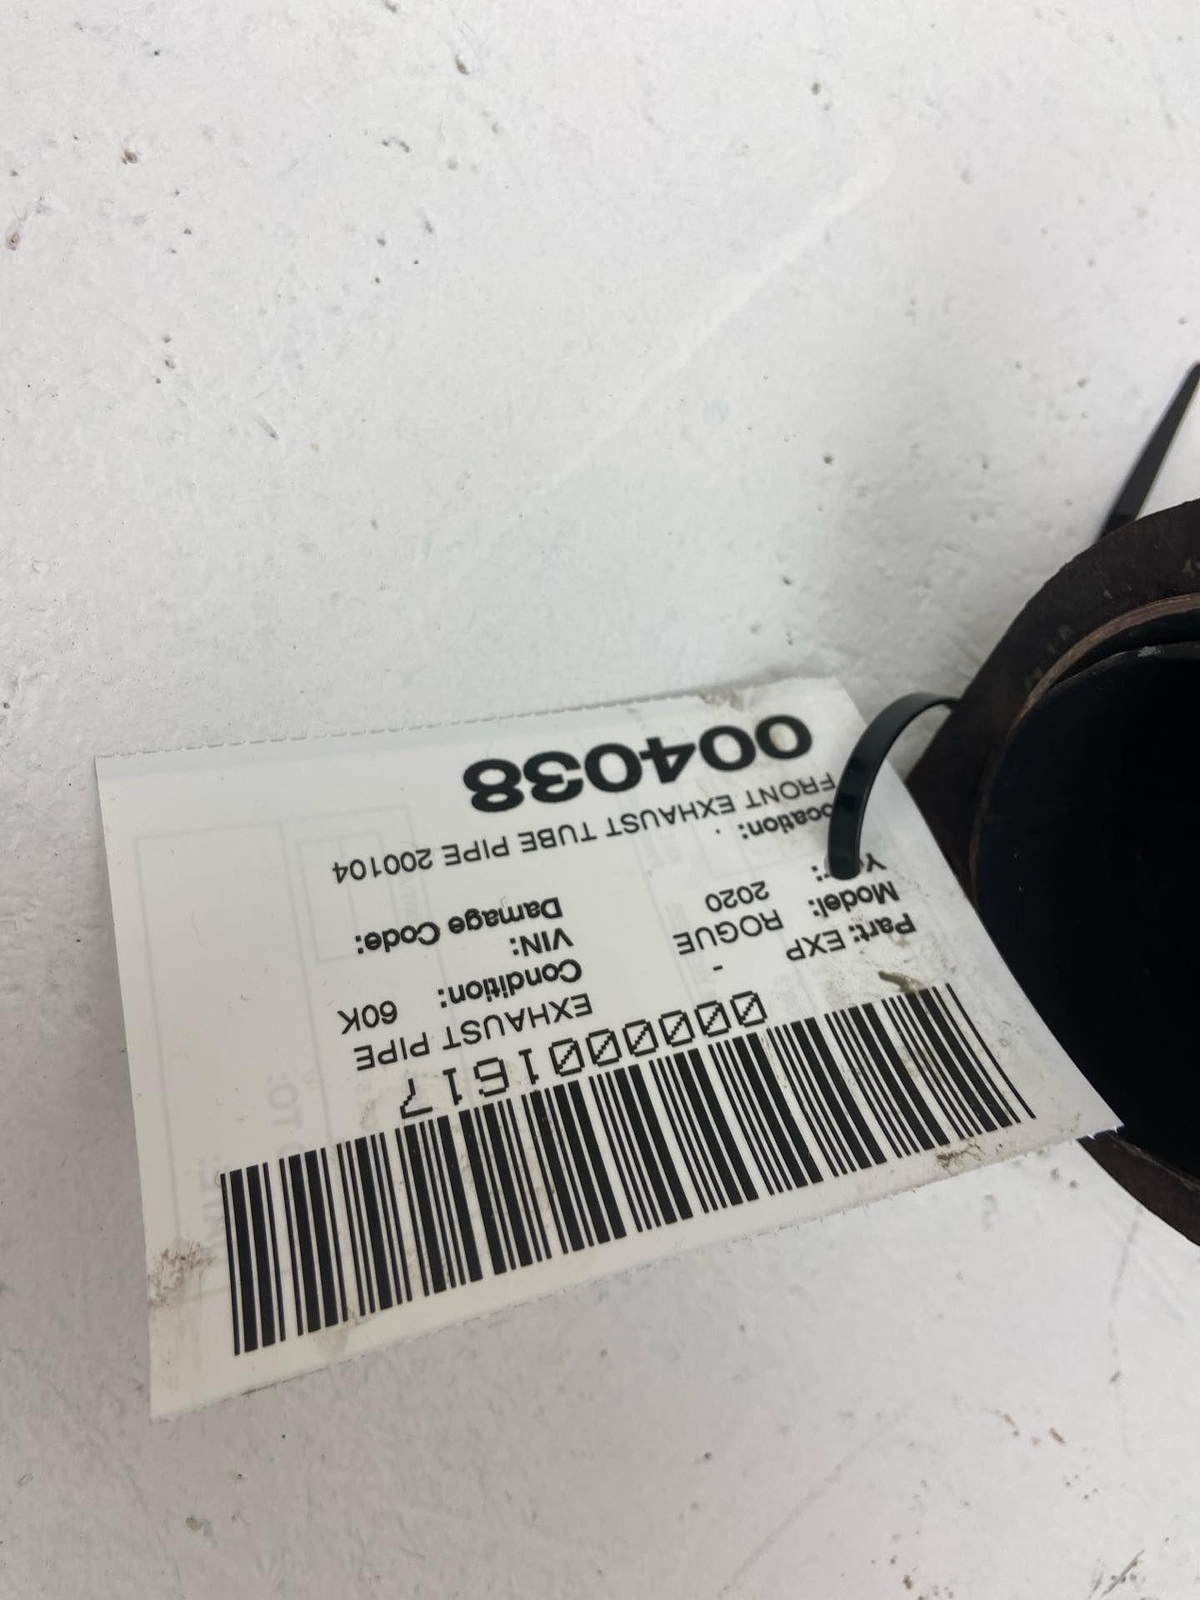 0000001617
Part: EXP - EXHAUST PIPE
Model: ROGUE Condition: 60K
2020 VIN:
ocation: . Damage Code:
FRONT EXHAUST TUBE PIPE 200104
004038